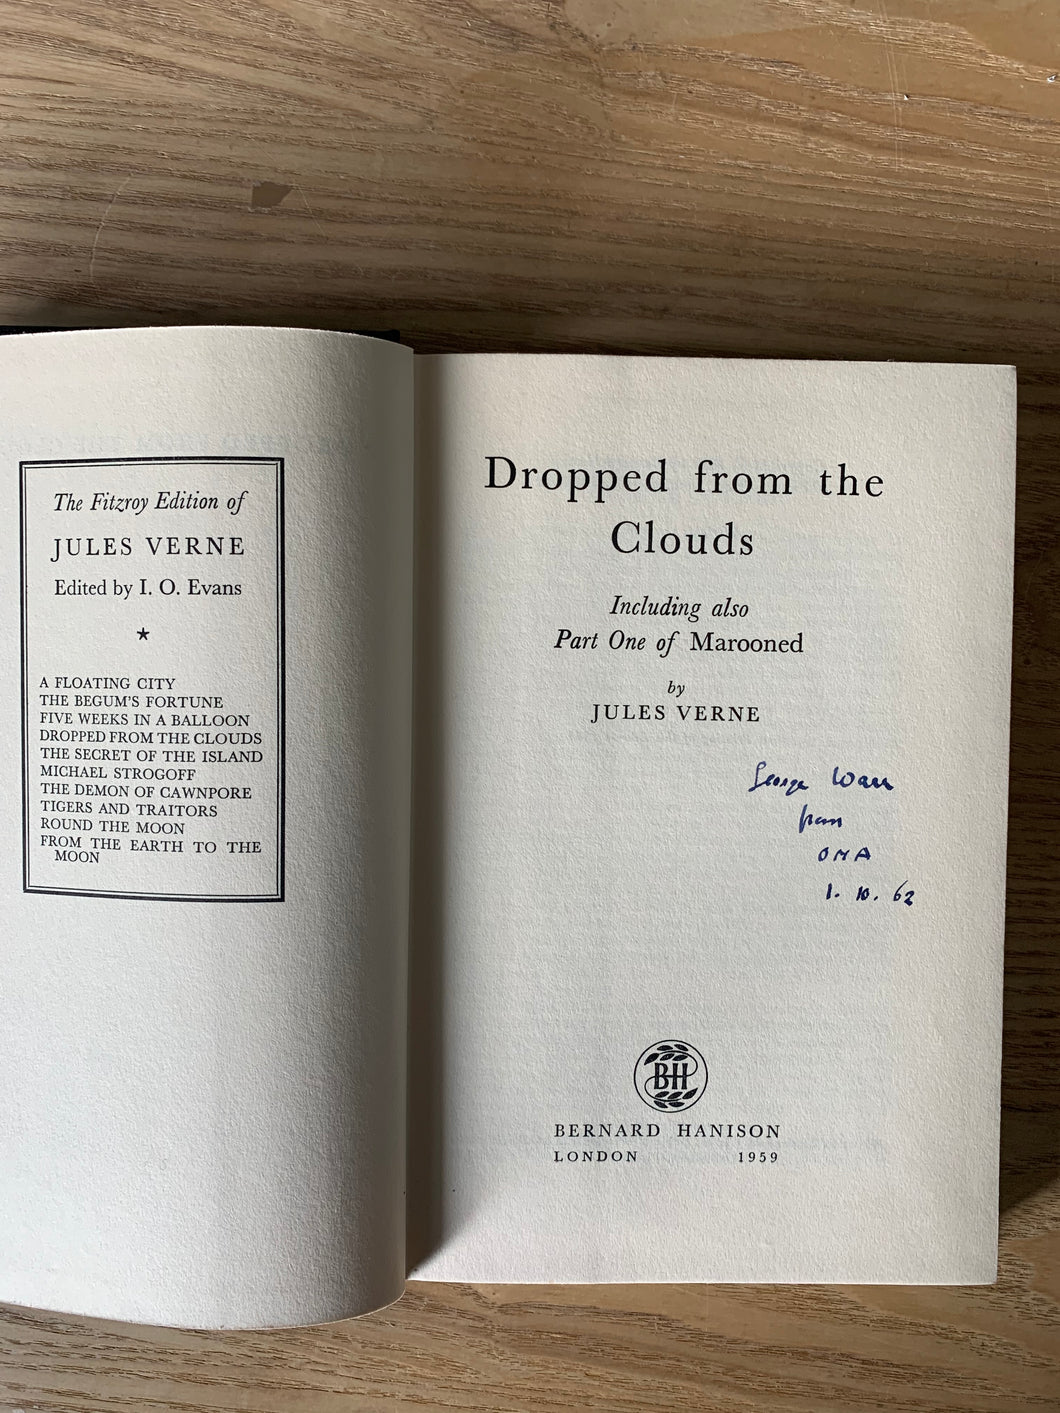 The Fitzroy Edition of
JULES VERNE
Edited by I. O. Evans
★
A FLOATING CITY
THE BEGUM'S FORTUNE
FIVE WEEKS IN A BALLOON
DROPPED FROM THE CLOUDS
THE SECRET OF THE ISLAND
MICHAEL STROGOFF
THE DEMON OF CAWNPORE
TIGERS AND TRAITORS
ROUND THE MOON
FROM THE EARTH TO THE
MOON
Dropped from the
Clouds
Including also
Part One of Marooned
by
JULES VERNE
George Warr
from
OMA
1. 10. 62
BH
BERNARD HANISON
LONDON 1959